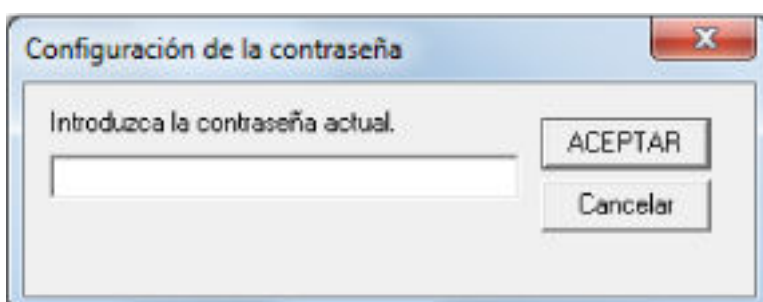 Configuración de la contraseña
Introduzca la contraseña actual.
ACEPTAR
Cancelar